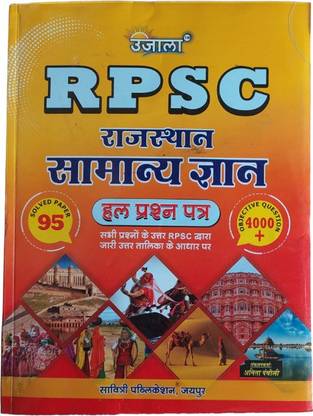 उजाला
RPSC
राजस्थान
सामान्य ज्ञान
हल प्रश्न पत्र
SOLVED PAPER
95
सभी प्रश्नों के उत्तर RPSC द्वारा
जारी उत्तर तालिका के आधार पर
OBJECTIVE QUESTION
4000
+
संकलनकर्ता
अनिता पंचोली
सावित्री पब्लिकेशन, जयपुर